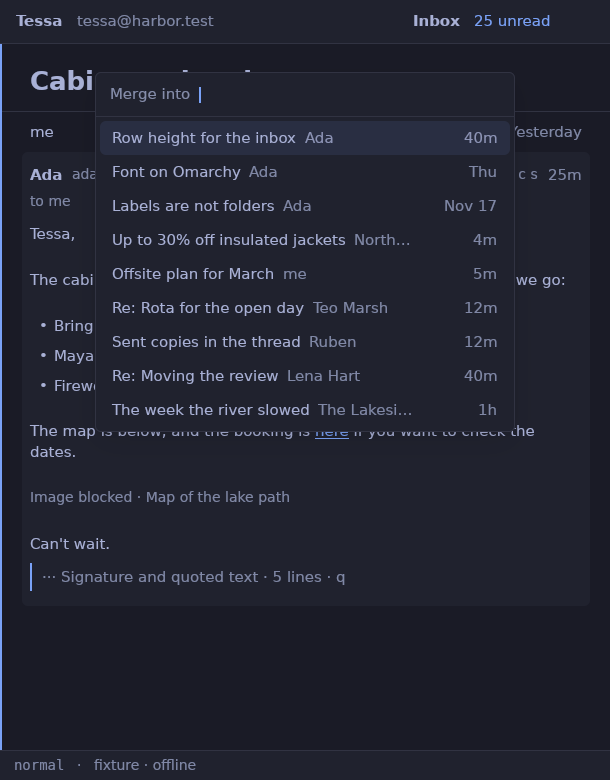 Tessa tessa@harbor.test Inbox 25 unread
Merge into
me Yesterday
Row height for the inbox Ada 40m
Font on Omarchy Ada Thu
Ada c s 25m
Labels are not folders Ada Nov 17
to me
Tessa,
Up to 30% off insulated jackets North… 4m
Offsite plan for March me 5m
The cabi we go:
Re: Rota for the open day Teo Marsh 12m
• Bring
Sent copies in the thread Ruben 12m
• Maya
Re: Moving the review Lena Hart 40m
The week the river slowed The Lakesi… 1h
The map is below, and the booking is here if you want to check the
dates.
Image blocked · Map of the lake path
Can't wait.
··· Signature and quoted text · 5 lines · q
normal · fixture · offline